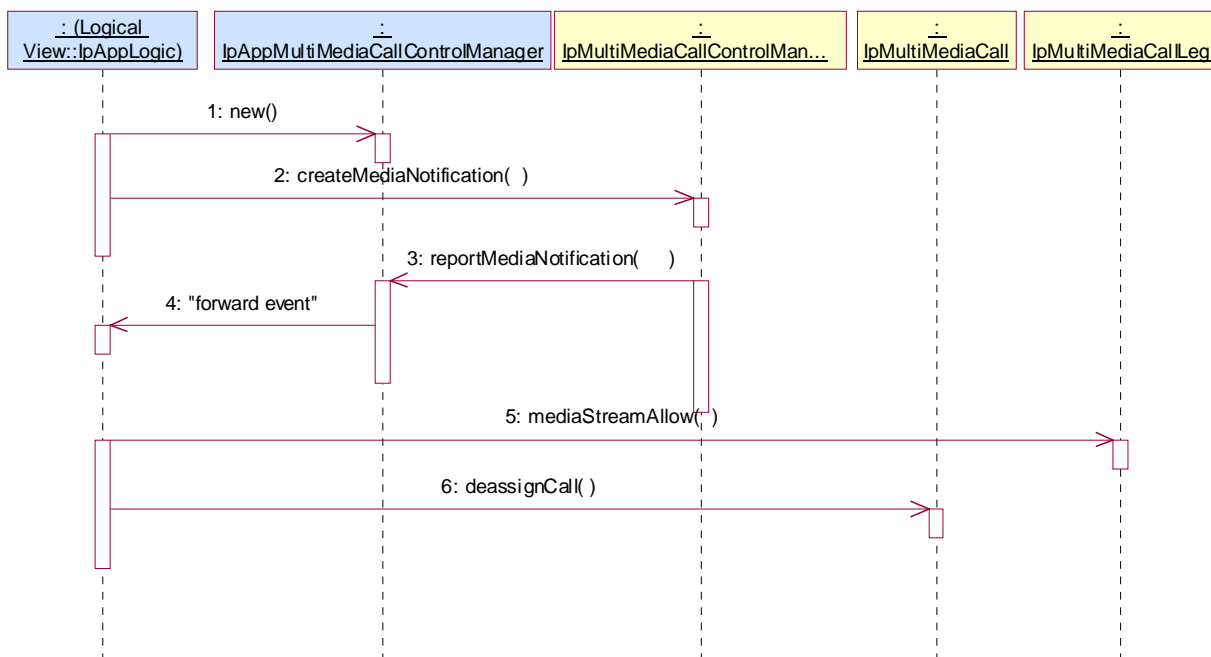 : (Logical
View::IpAppLogic)
:
IpAppMultiMediaCallControlManager
:
IpMultiMediaCallControlMan...
:
IpMultiMediaCall
:
IpMultiMediaCallLeg
1: new()
2: createMediaNotification( )
3: reportMediaNotification( )
4: "forward event"
5: mediaStreamAllow( )
6: deassignCall( )